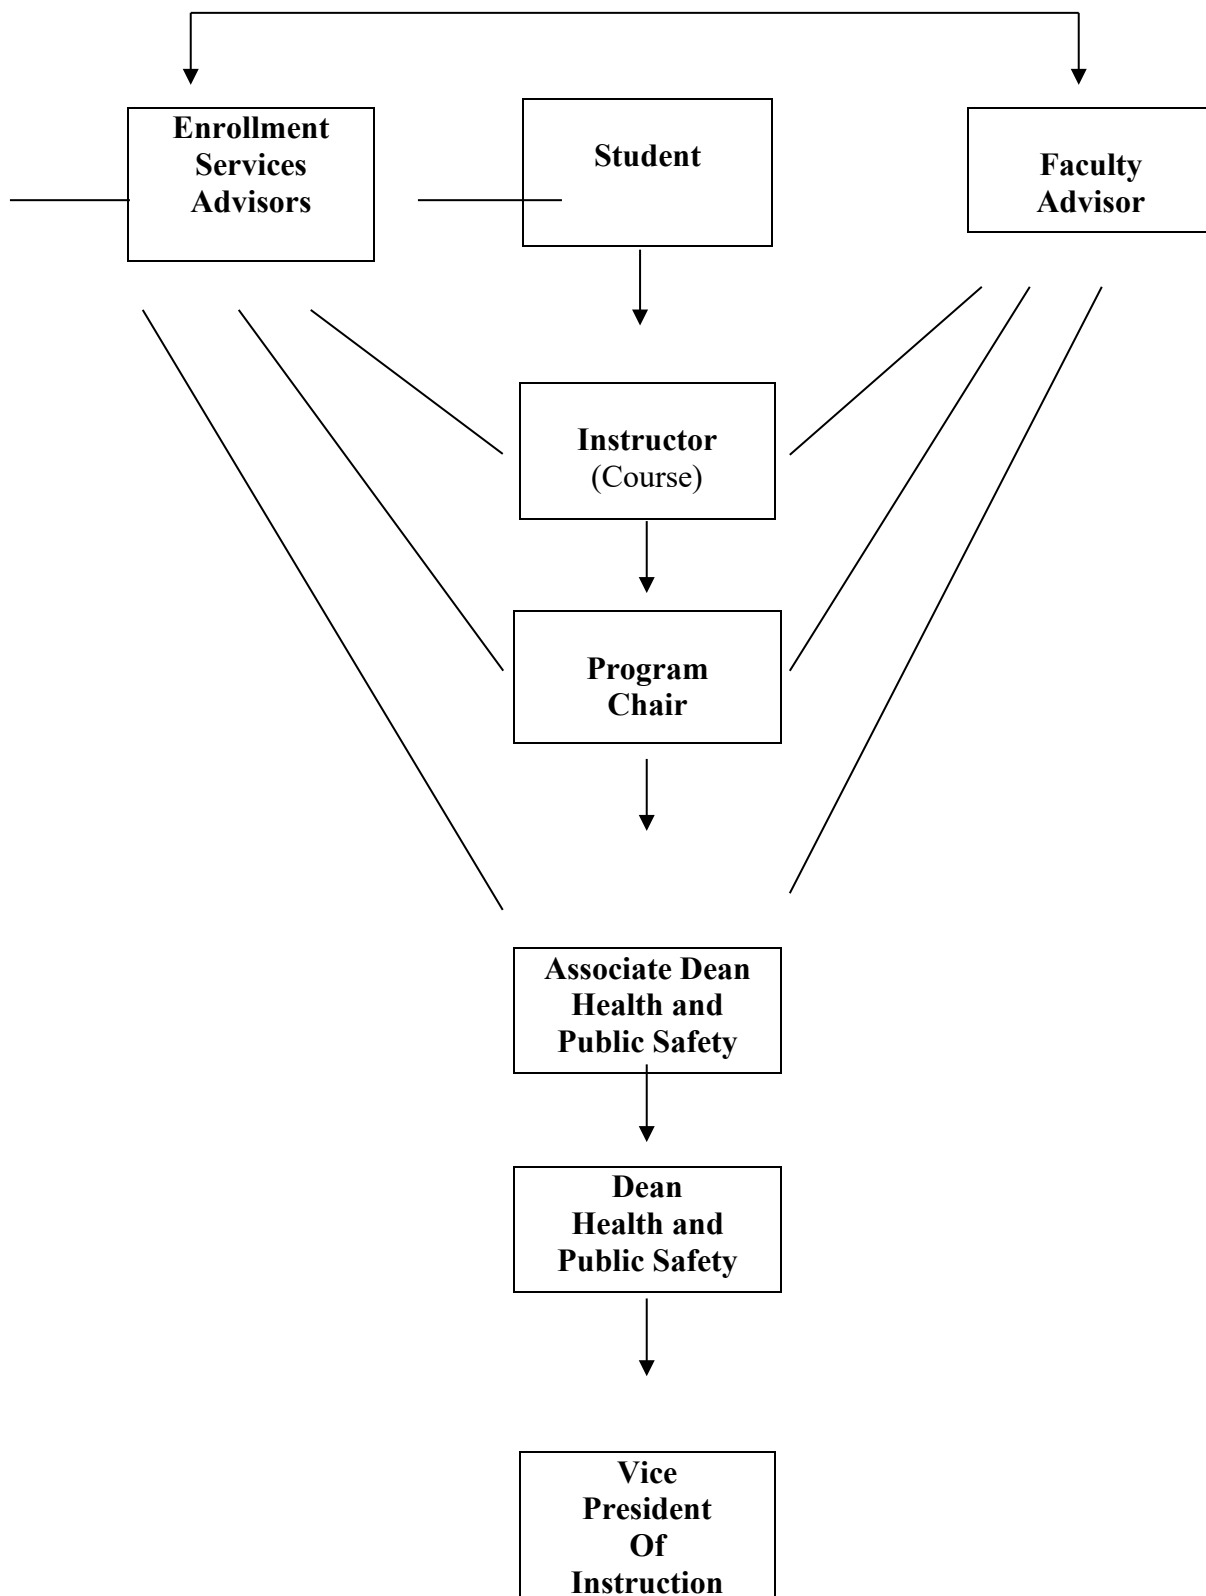 Enrollment
Services
Advisors
Student
Faculty
Advisor
Instructor
(Course)
Program
Chair
Associate Dean
Health and
Public Safety
Dean
Health and
Public Safety
Vice
President
Of
Instruction